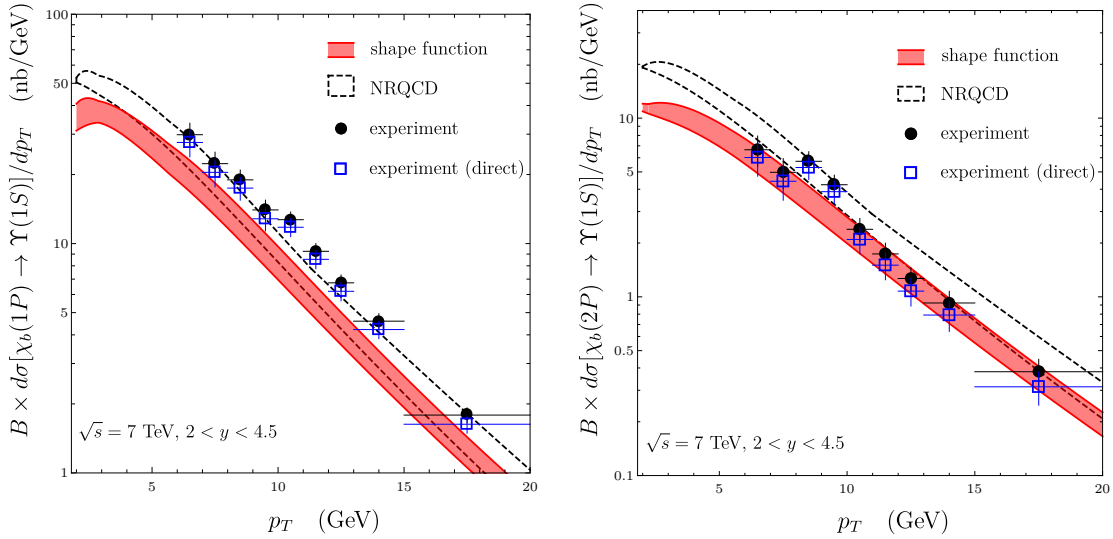 B × dσ[χ_b(1P) → Υ(1S)]/dp_T (nb/GeV)
100
50
10
5
1
shape function
NRQCD
experiment
experiment (direct)
√s = 7 TeV, 2 < y < 4.5
5
10
15
20
p_T (GeV)
B × dσ[χ_b(2P) → Υ(1S)]/dp_T (nb/GeV)
10
5
1
0.5
0.1
shape function
NRQCD
experiment
experiment (direct)
√s = 7 TeV, 2 < y < 4.5
5
10
15
20
p_T (GeV)